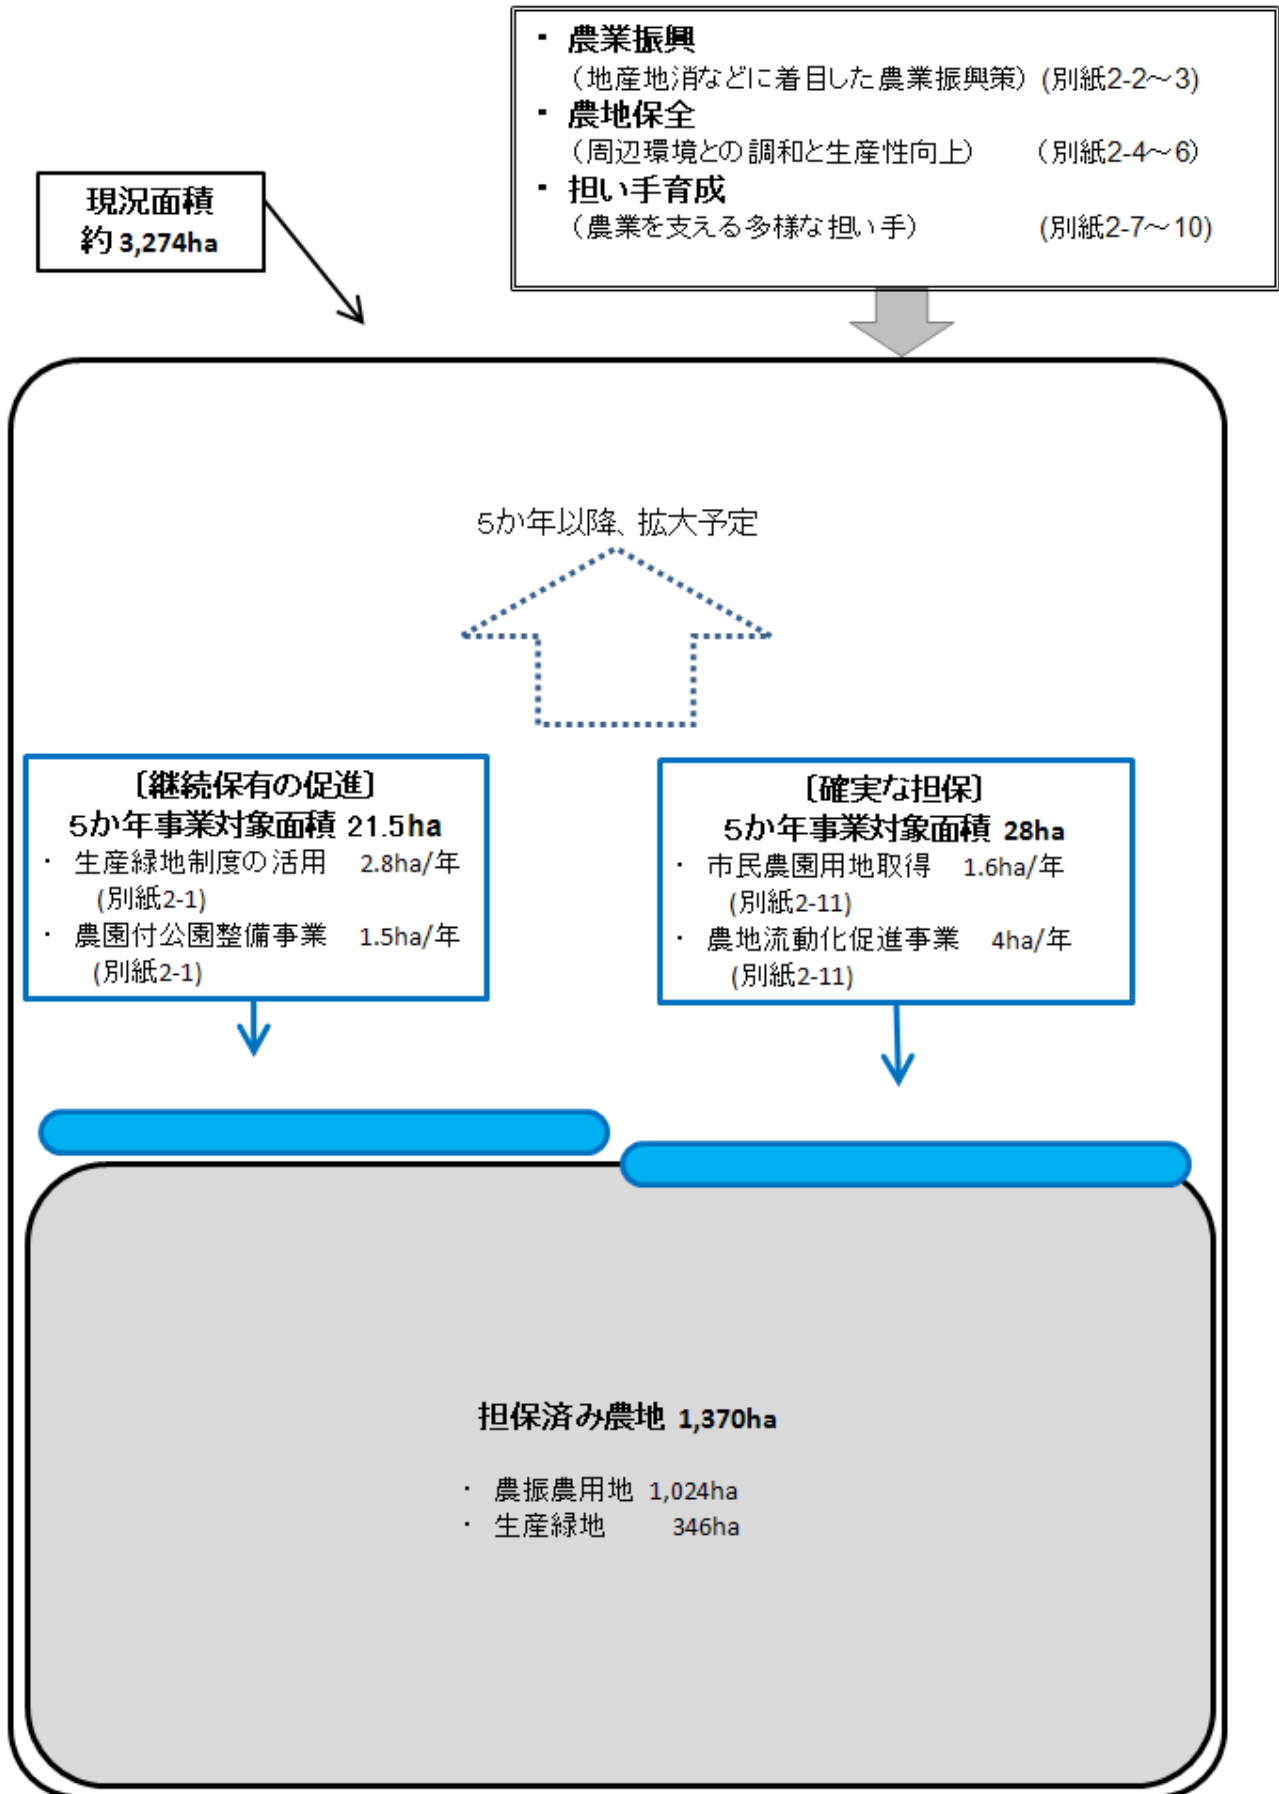 ・ 農業振興
（地産地消などに着目した農業振興策）(別紙2-2～3)
・ 農地保全
（周辺環境との調和と生産性向上） （別紙2-4～6)
・ 担い手育成
（農業を支える多様な担い手） (別紙2-7～10)
現況面積
約 3,274ha
5か年以降、拡大予定
〔継続保有の促進〕
5か年事業対象面積 21.5ha
・ 生産緑地制度の活用 2.8ha/年
(別紙2-1)
・ 農園付公園整備事業 1.5ha/年
(別紙2-1)
〔確実な担保〕
5か年事業対象面積 28ha
・ 市民農園用地取得 1.6ha/年
(別紙2-11)
・ 農地流動化促進事業 4ha/年
(別紙2-11)
担保済み農地 1,370ha
・ 農振農用地 1,024ha
・ 生産緑地 346ha